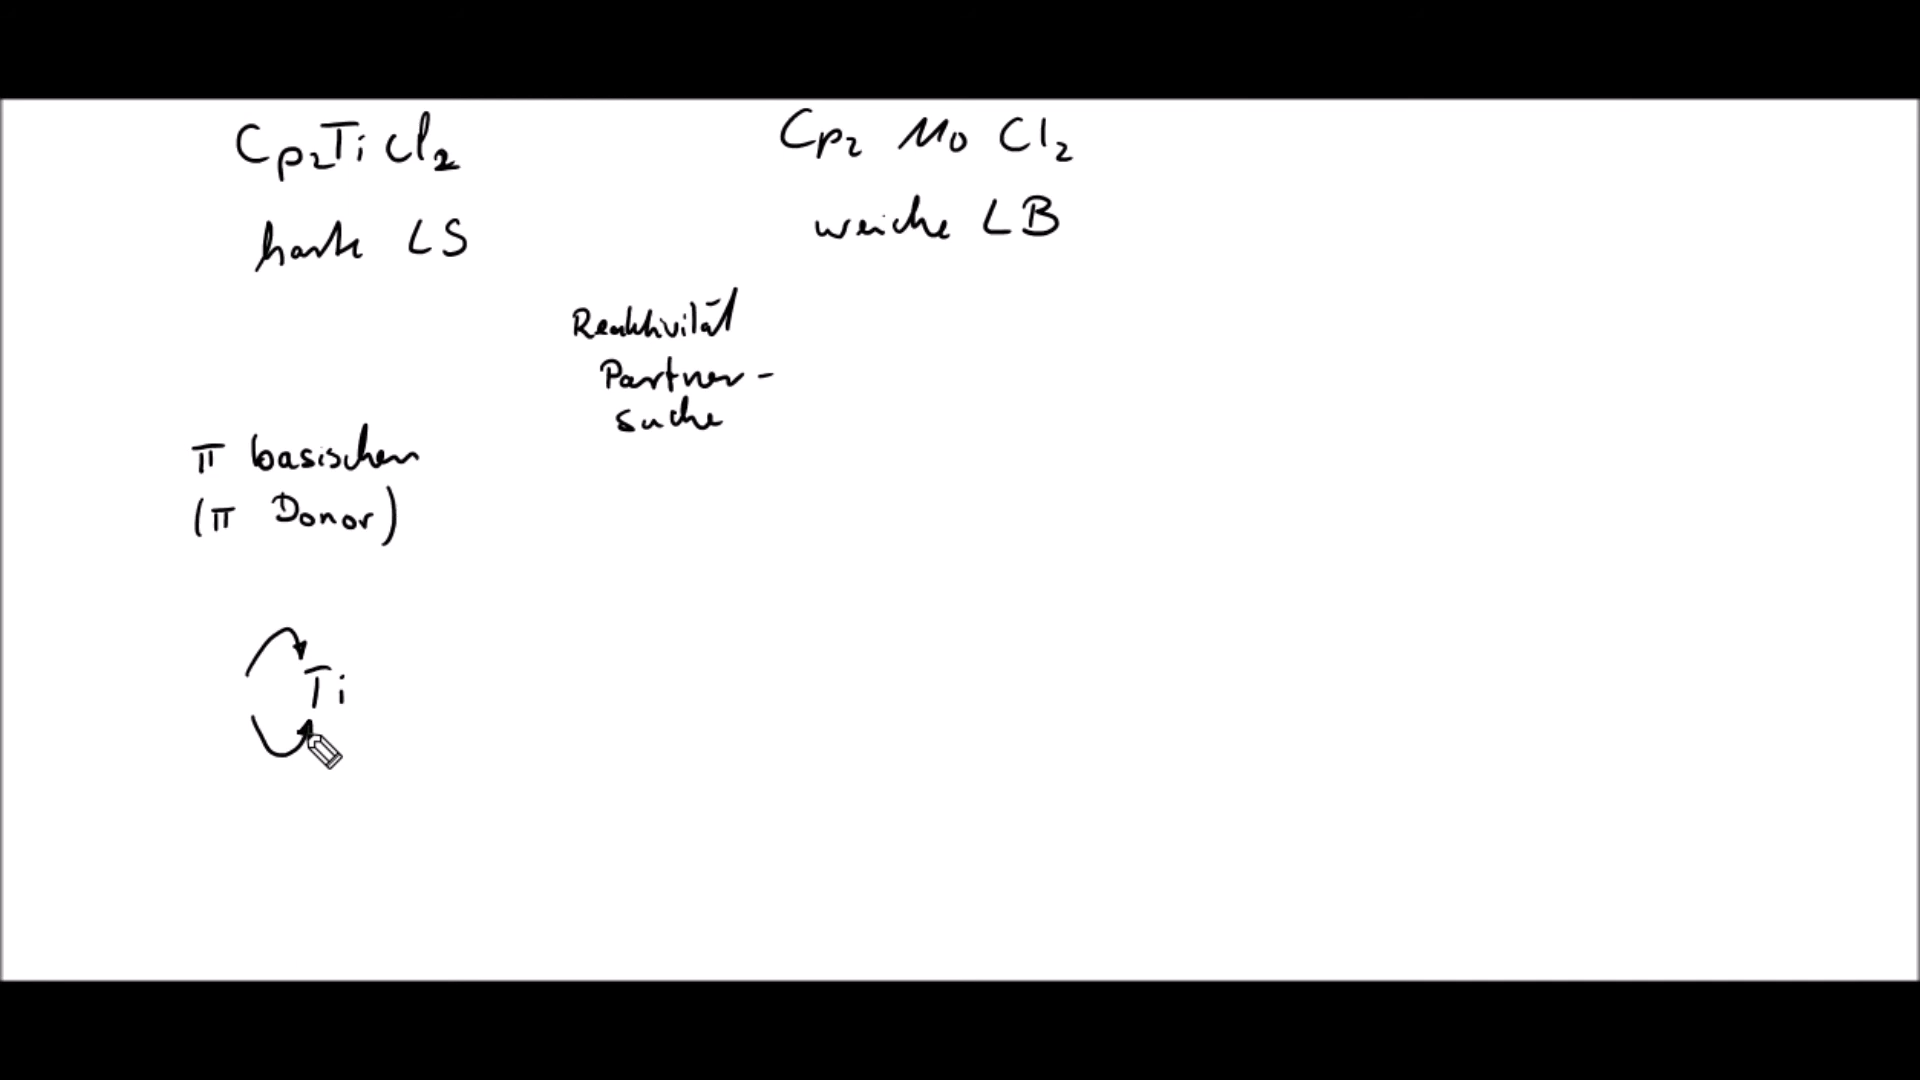 Cp₂TiCl₂
Cp₂ Mo Cl₂
harte LS
weiche LB
Reaktivität
Partner-
suche
π basischen
(π Donor)
Ti